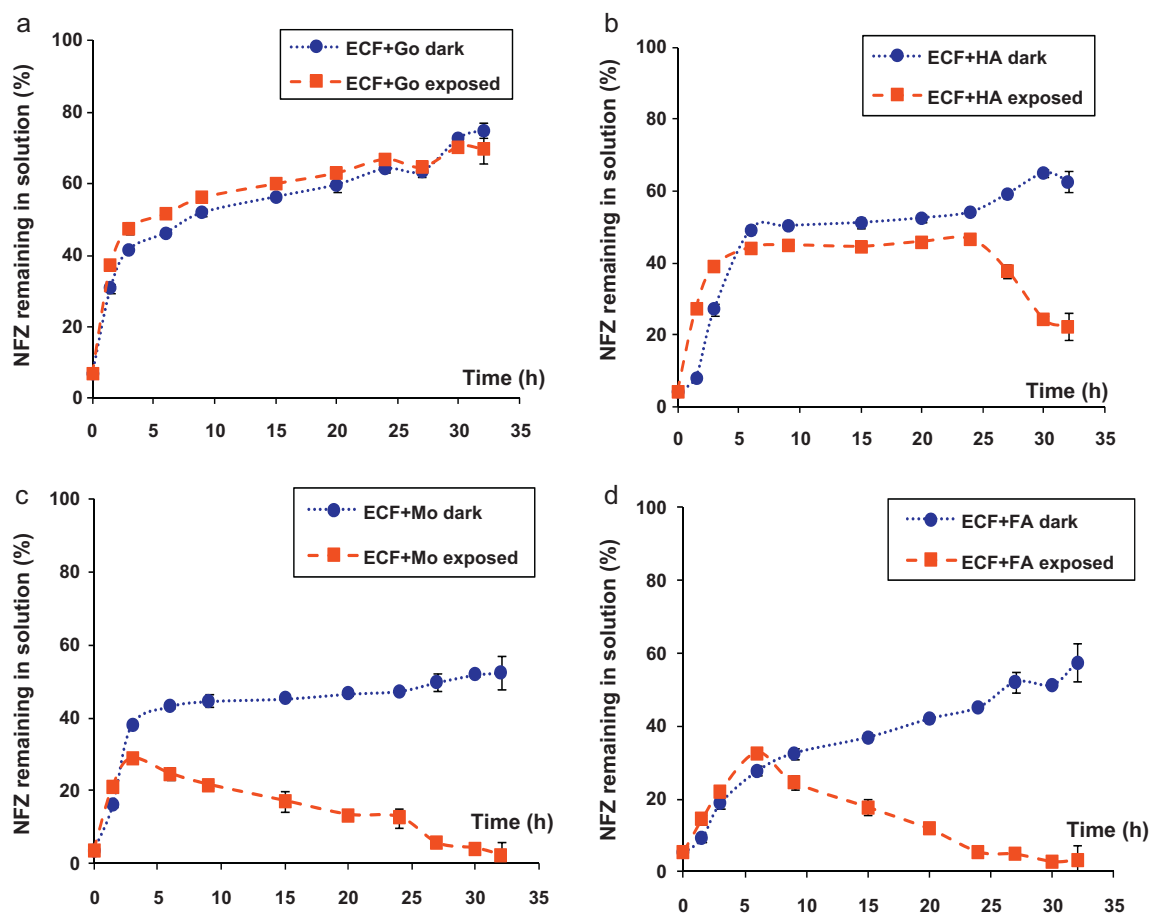 a
NFZ remaining in solution (%)
100
80
60
40
20
0
ECF+Go dark
ECF+Go exposed
Time (h)
0 5 10 15 20 25 30 35
b
NFZ remaining in solution (%)
100
80
60
40
20
0
ECF+HA dark
ECF+HA exposed
Time (h)
0 5 10 15 20 25 30 35
c
NFZ remaining in solution (%)
100
80
60
40
20
0
ECF+Mo dark
ECF+Mo exposed
Time (h)
0 5 10 15 20 25 30 35
d
NFZ remaining in solution (%)
100
80
60
40
20
0
ECF+FA dark
ECF+FA exposed
Time (h)
0 5 10 15 20 25 30 35